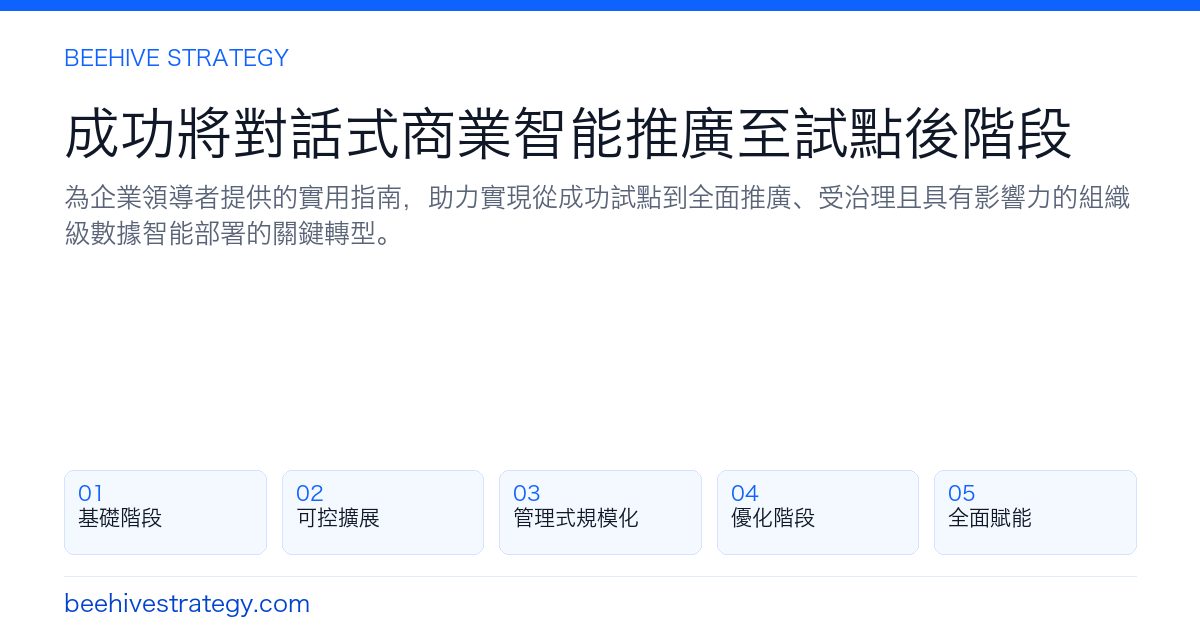 BEEHIVE STRATEGY
成功將對話式商業智能推廣至試點後階段
為企業領導者提供的實用指南，助力實現從成功試點到全面推廣、受治理且具有影響力的組織
級數據智能部署的關鍵轉型。
01
基礎階段
02
可控擴展
03
管理式規模化
04
優化階段
05
全面賦能
beehivestrategy.com